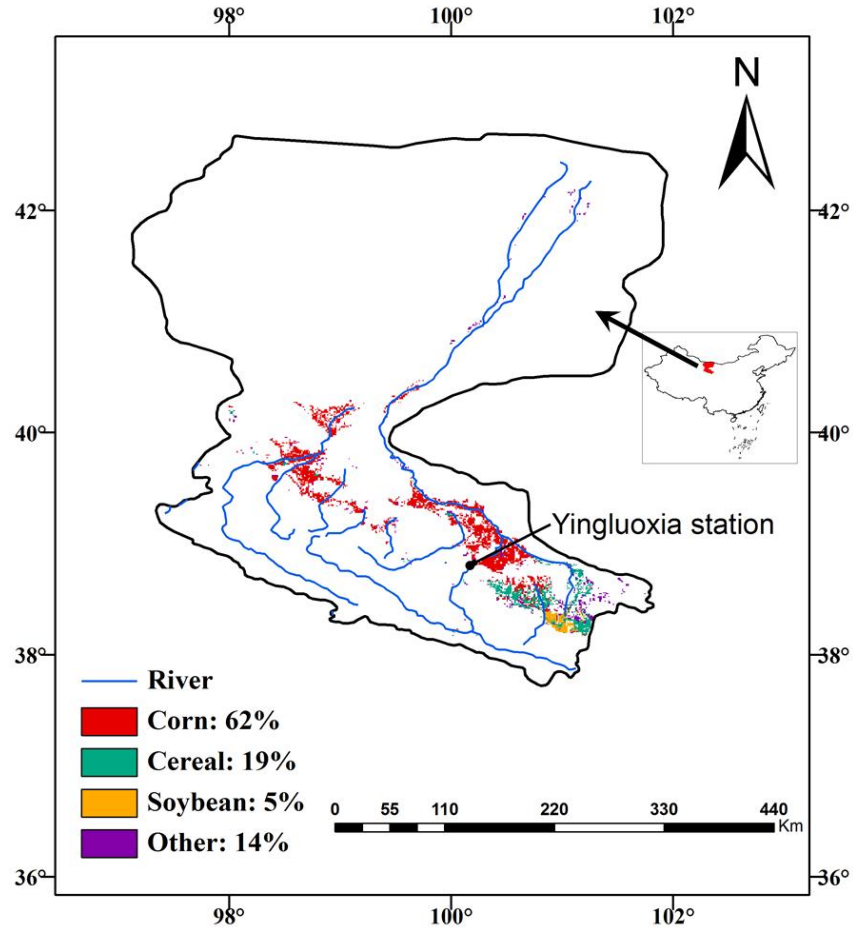 98° 100° 102°
N
42° 42°
40° 40°
Yingluoxia station
38° 38°
River
Corn: 62%
Cereal: 19%
Soybean: 5%
Other: 14%
0 55 110 220 330 440
Km
36° 36°
98° 100° 102°